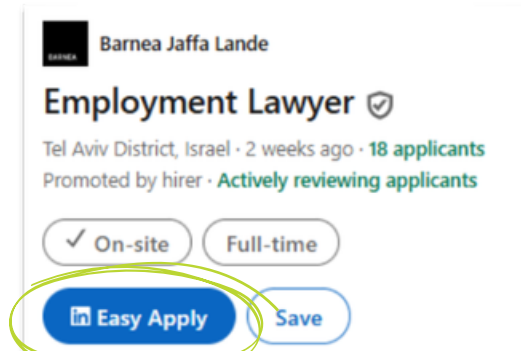 BARNEA
Barnea Jaffa Lande
Employment Lawyer
Tel Aviv District, Israel · 2 weeks ago · 18 applicants
Promoted by hirer · Actively reviewing applicants
✓ On-site Full-time
in Easy Apply Save